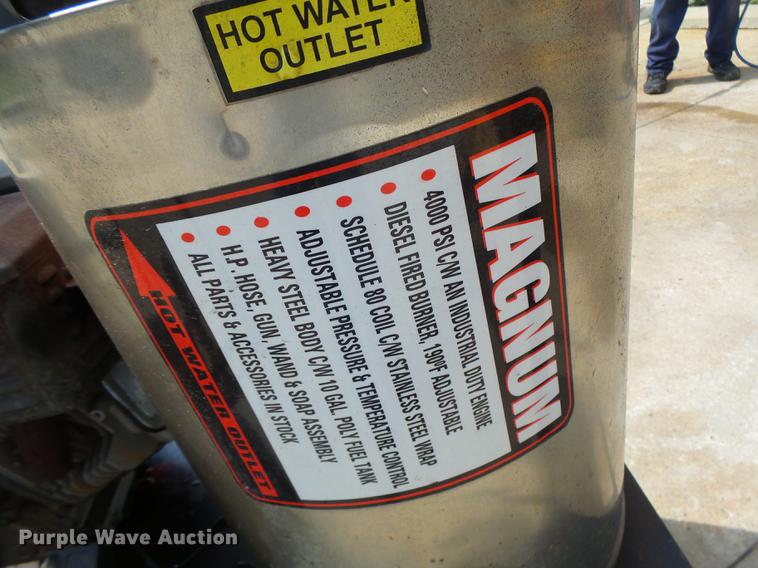 HOT WATER
OUTLET
MAGNUM
• 4000 PSI C/W AN INDUSTRIAL DUTY ENGINE
• DIESEL FIRED BURNER, 199°F ADJUSTABLE
• SCHEDULE 80 COIL C/W STAINLESS STEEL WRAP
• ADJUSTABLE PRESSURE & TEMPERATURE CONTROL
• HEAVY STEEL BODY C/W 10 GAL. POLY FUEL TANK
• H.P. HOSE, GUN, WAND & SOAP ASSEMBLY
• ALL PARTS & ACCESSORIES IN STOCK
HOT WATER OUTLET
Purple Wave Auction